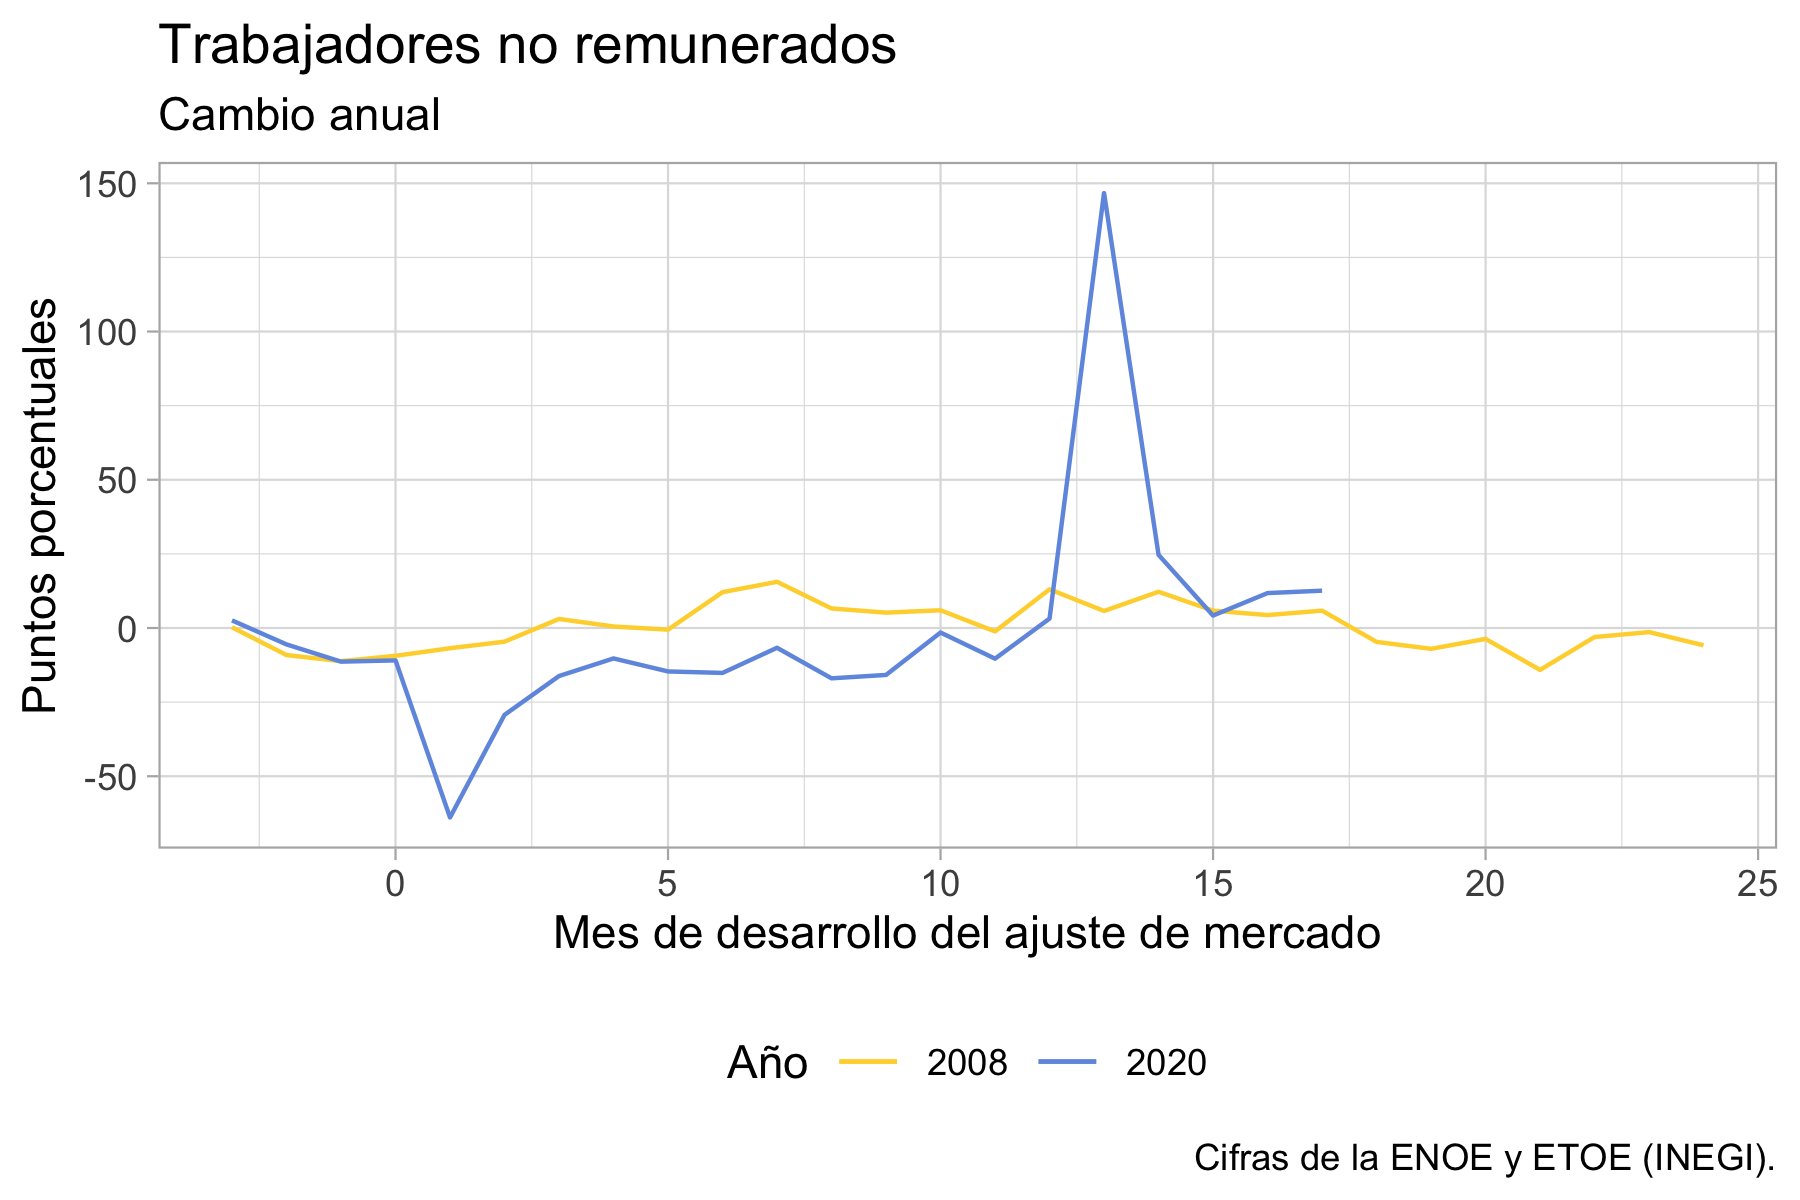 Trabajadores no remunerados
Cambio anual
150
100
50
0
-50
Puntos porcentuales
0 5 10 15 20 25
Mes de desarrollo del ajuste de mercado
Año 2008 2020
Cifras de la ENOE y ETOE (INEGI).